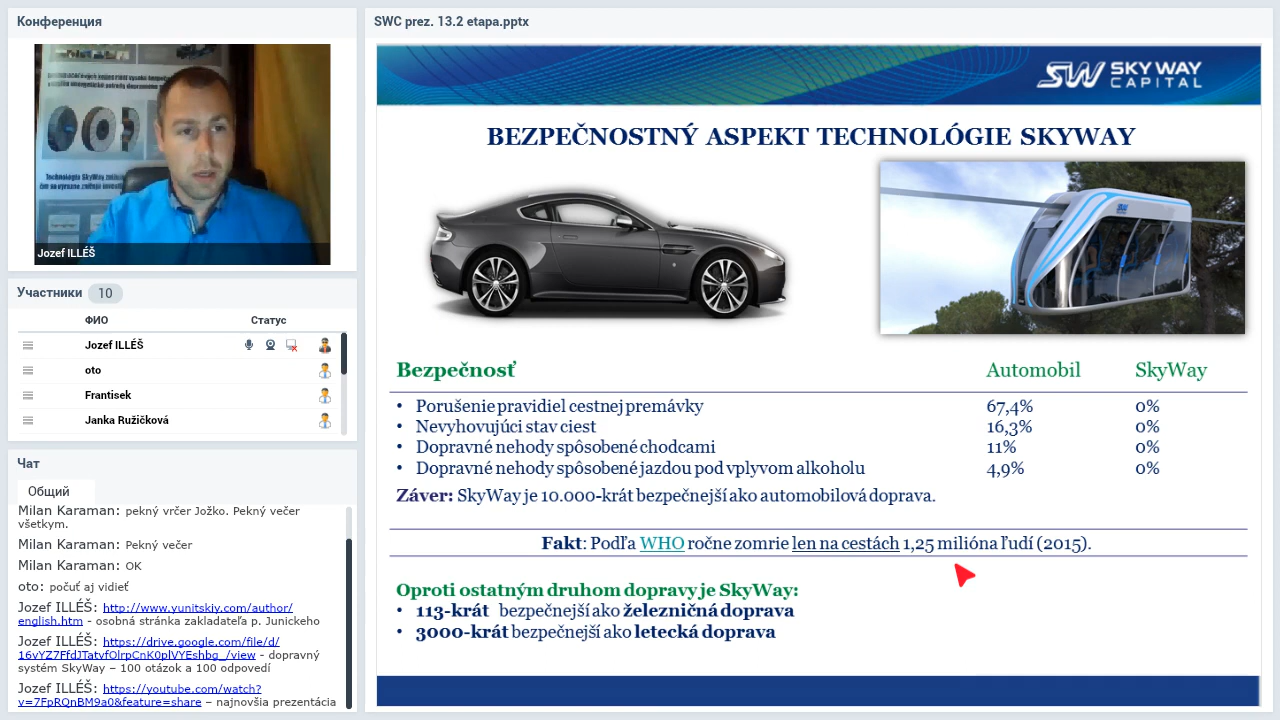 Конференция
Jozef ILLÉŠ
Участники 10
ФИО Статус
Jozef ILLÉŠ
oto
Frantisek
Janka Ružičková
Чат
Общий
Milan Karaman: pekný vrčer Jožko. Pekný večer
všetkym.
Milan Karaman: Pekný večer
Milan Karaman: OK
oto: počuť aj vidieť
Jozef ILLÉŠ: http://www.yunitskiy.com/author/
english.htm - osobná stránka zakladateľa p. Junickeho
Jozef ILLÉŠ: https://drive.google.com/file/d/
16vYZ7FfdJTatvfOlrpCnK0plVYEshbg_/view - dopravný
systém SkyWay – 100 otázok a 100 odpovedí
Jozef ILLÉŠ: https://youtube.com/watch?
v=7FpRQnBM9a0&feature=share – najnovšia prezentácia
SWC prez. 13.2 etapa.pptx
SW SKY WAY
CAPITAL
BEZPEČNOSTNÝ ASPEKT TECHNOLÓGIE SKYWAY
Bezpečnosť Automobil SkyWay
• Porušenie pravidiel cestnej premávky 67,4% 0%
• Nevyhovujúci stav ciest 16,3% 0%
• Dopravné nehody spôsobené chodcami 11% 0%
• Dopravné nehody spôsobené jazdou pod vplyvom alkoholu 4,9% 0%
Záver: SkyWay je 10.000-krát bezpečnejší ako automobilová doprava.
Fakt: Podľa WHO ročne zomrie len na cestách 1,25 milióna ľudí (2015).
Oproti ostatným druhom dopravy je SkyWay:
• 113-krát bezpečnejší ako železničná doprava
• 3000-krát bezpečnejší ako letecká doprava